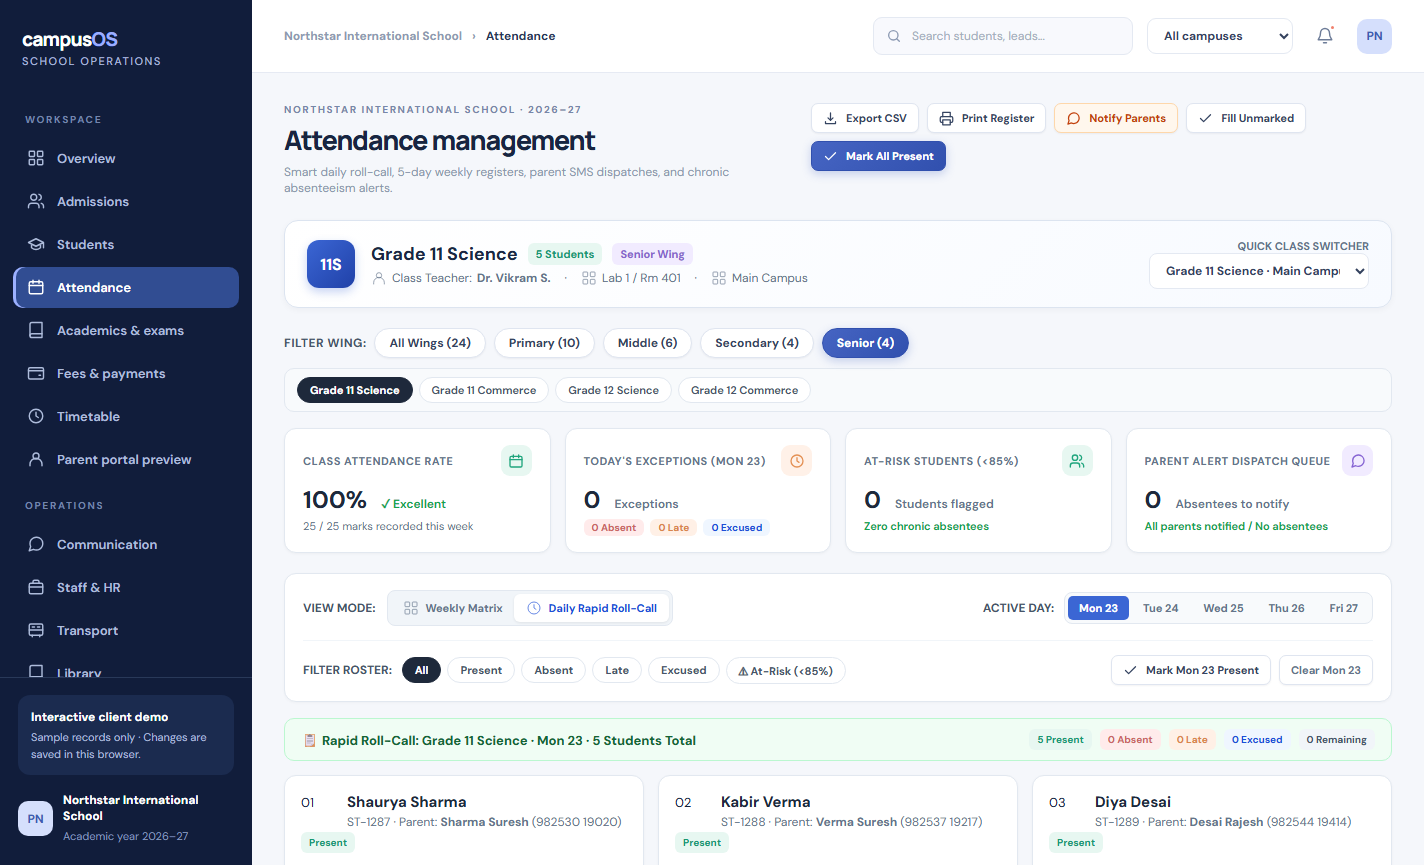 campusOS
SCHOOL OPERATIONS
WORKSPACE
Overview
Admissions
Students
Attendance
Academics & exams
Fees & payments
Timetable
Parent portal preview
OPERATIONS
Communication
Staff & HR
Transport
Library
Interactive client demo
Sample records only · Changes are
saved in this browser.
PN
Northstar International
School
Academic year 2026–27
Northstar International School › Attendance
Search students, leads...
All campuses
PN
NORTHSTAR INTERNATIONAL SCHOOL · 2026–27
Attendance management
Smart daily roll-call, 5-day weekly registers, parent SMS dispatches, and chronic
absenteeism alerts.
Export CSV
Print Register
Notify Parents
Fill Unmarked
Mark All Present
11S
Grade 11 Science
5 Students
Senior Wing
Class Teacher: Dr. Vikram S. · Lab 1 / Rm 401 · Main Campus
QUICK CLASS SWITCHER
Grade 11 Science · Main Camp
FILTER WING:
All Wings (24)
Primary (10)
Middle (6)
Secondary (4)
Senior (4)
Grade 11 Science
Grade 11 Commerce
Grade 12 Science
Grade 12 Commerce
CLASS ATTENDANCE RATE
100% ✓ Excellent
25 / 25 marks recorded this week
TODAY'S EXCEPTIONS (MON 23)
0 Exceptions
0 Absent
0 Late
0 Excused
AT-RISK STUDENTS (<85%)
0 Students flagged
Zero chronic absentees
PARENT ALERT DISPATCH QUEUE
0 Absentees to notify
All parents notified / No absentees
VIEW MODE:
Weekly Matrix
Daily Rapid Roll-Call
ACTIVE DAY:
Mon 23
Tue 24
Wed 25
Thu 26
Fri 27
FILTER ROSTER:
All
Present
Absent
Late
Excused
⚠ At-Risk (<85%)
Mark Mon 23 Present
Clear Mon 23
📋 Rapid Roll-Call: Grade 11 Science · Mon 23 · 5 Students Total
5 Present
0 Absent
0 Late
0 Excused
0 Remaining
01 Shaurya Sharma
ST-1287 · Parent: Sharma Suresh (982530 19020)
Present
02 Kabir Verma
ST-1288 · Parent: Verma Suresh (982537 19217)
Present
03 Diya Desai
ST-1289 · Parent: Desai Rajesh (982544 19414)
Present